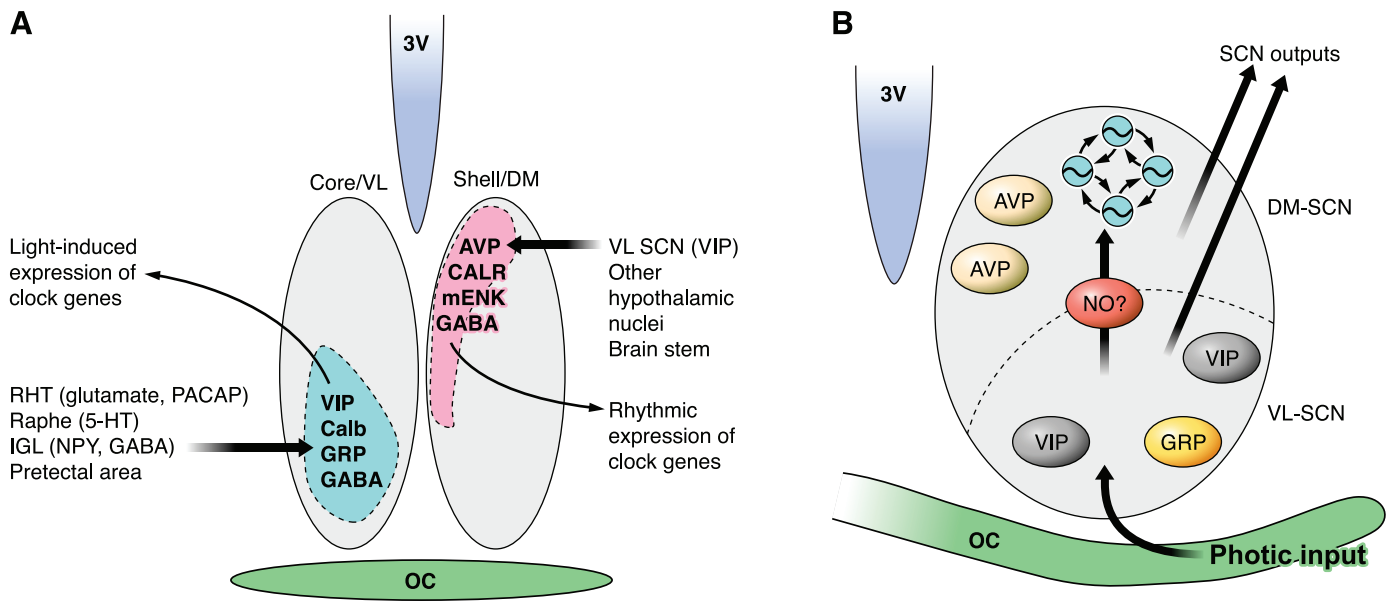 A
3V
Core/VL
Shell/DM
Light-induced
expression of
clock genes
AVP
CALR
mENK
GABA
VL SCN (VIP)
Other
hypothalamic
nuclei
Brain stem
RHT (glutamate, PACAP)
Raphe (5-HT)
IGL (NPY, GABA)
Pretectal area
VIP
Calb
GRP
GABA
Rhythmic
expression of
clock genes
OC
B
3V
SCN outputs
AVP
AVP
DM-SCN
NO?
VIP
VL-SCN
VIP
GRP
OC
Photic input